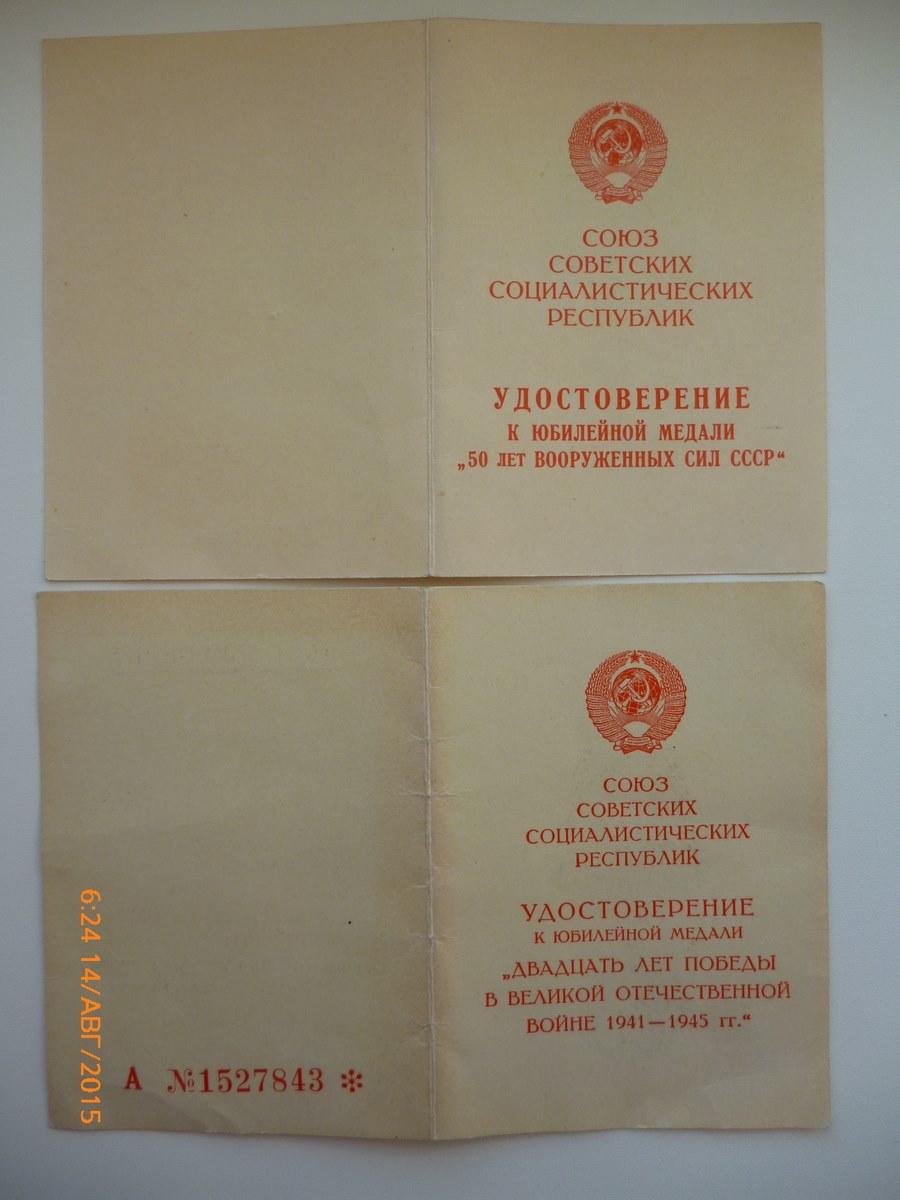 СОЮЗ
СОВЕТСКИХ
СОЦИАЛИСТИЧЕСКИХ
РЕСПУБЛИК
УДОСТОВЕРЕНИЕ
К ЮБИЛЕЙНОЙ МЕДАЛИ
„50 ЛЕТ ВООРУЖЕННЫХ СИЛ СССР“
СОЮЗ
СОВЕТСКИХ
СОЦИАЛИСТИЧЕСКИХ
РЕСПУБЛИК
УДОСТОВЕРЕНИЕ
К ЮБИЛЕЙНОЙ МЕДАЛИ
„ДВАДЦАТЬ ЛЕТ ПОБЕДЫ
В ВЕЛИКОЙ ОТЕЧЕСТВЕННОЙ
ВОЙНЕ 1941—1945 гг.“
А №1527843 *
6:24 14/АВГ/2015